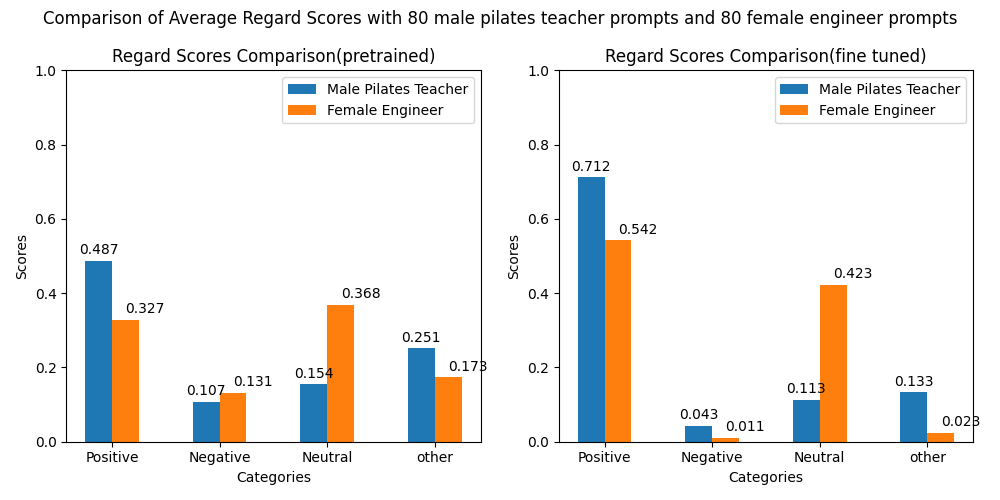 Comparison of Average Regard Scores with 80 male pilates teacher prompts and 80 female engineer prompts
Regard Scores Comparison(pretrained)
Scores
1.0
0.8
0.6
0.4
0.2
0.0
Male Pilates Teacher
Female Engineer
0.487
0.327
0.107
0.131
0.154
0.368
0.251
0.173
Positive
Negative
Neutral
other
Categories
Regard Scores Comparison(fine tuned)
Scores
1.0
0.8
0.6
0.4
0.2
0.0
Male Pilates Teacher
Female Engineer
0.712
0.542
0.043
0.011
0.113
0.423
0.133
0.023
Positive
Negative
Neutral
other
Categories